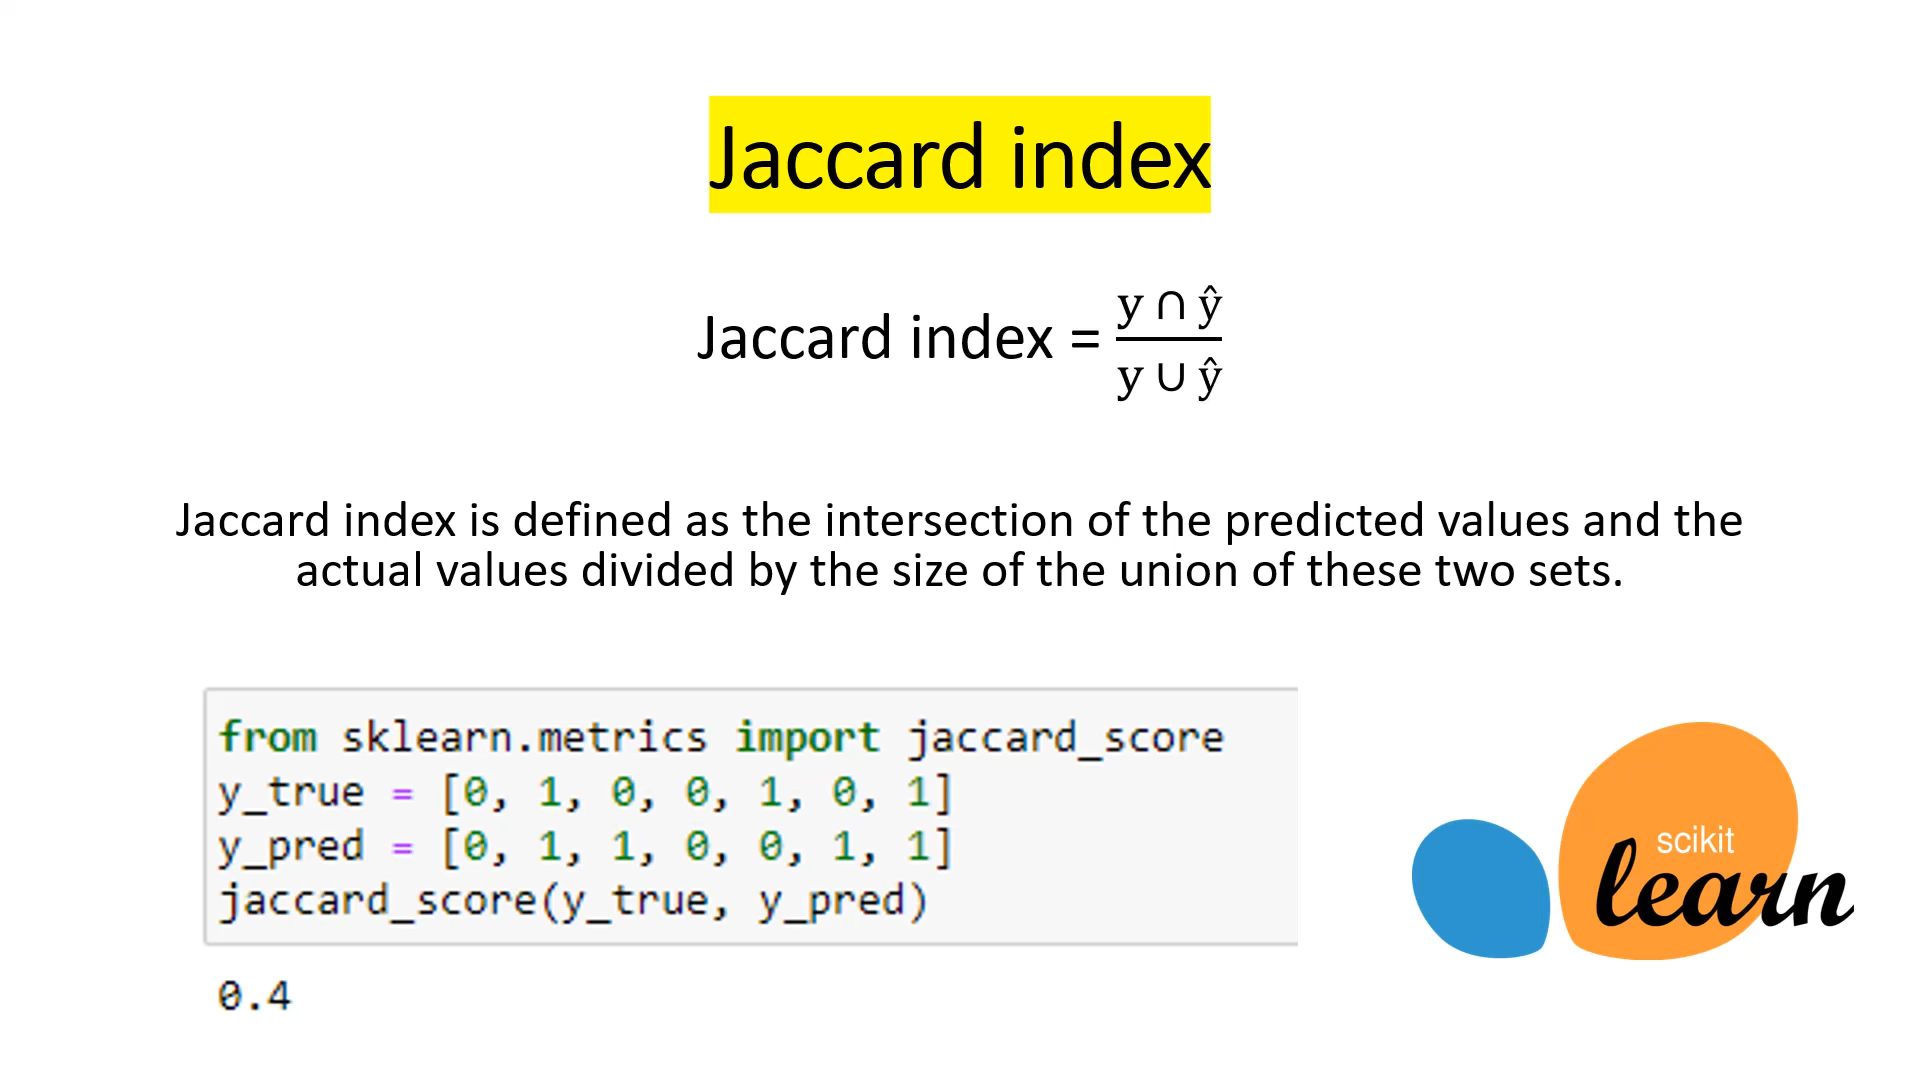 Jaccard index
Jaccard index = y ∩ ŷ / y ∪ ŷ
Jaccard index is defined as the intersection of the predicted values and the
actual values divided by the size of the union of these two sets.
from sklearn.metrics import jaccard_score
y_true = [0, 1, 0, 0, 1, 0, 1]
y_pred = [0, 1, 1, 0, 0, 1, 1]
jaccard_score(y_true, y_pred)
0.4
scikit
learn